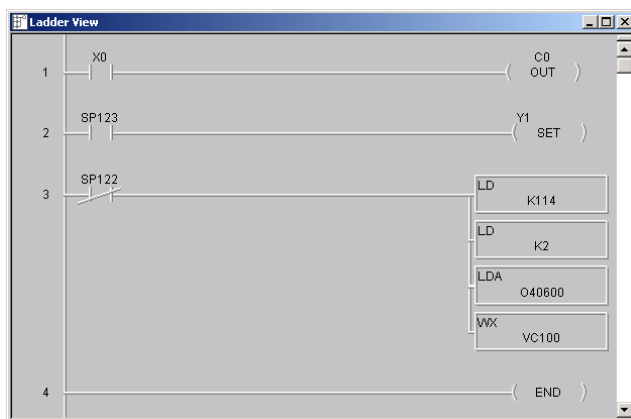 Ladder View
X0
C0
1
OUT
SP123
Y1
2
SET
SP122
3
LD
K114
LD
K2
LDA
O40600
WX
VC100
4
END